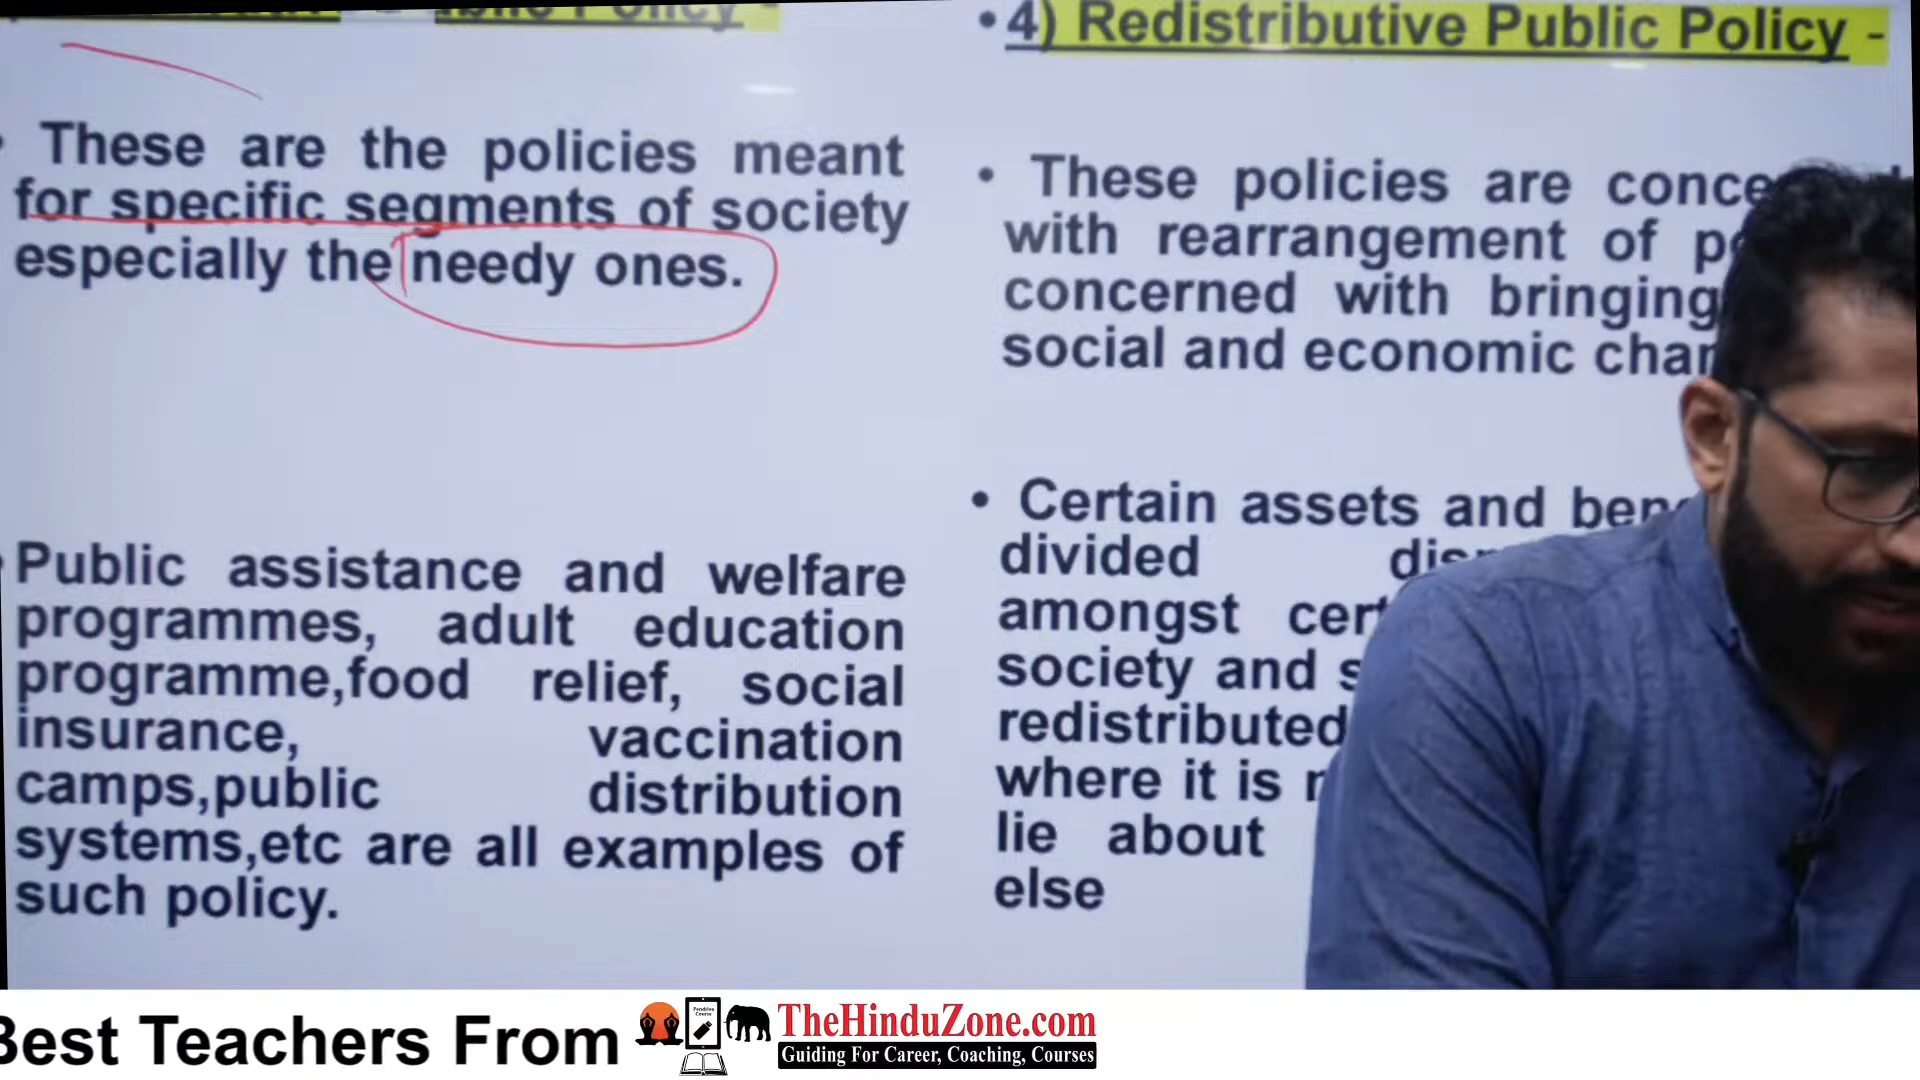 Public Policy -
These are the policies meant
for specific segments of society
especially the needy ones.
Public assistance and welfare
programmes, adult education
programme,food relief, social
insurance, vaccination
camps,public distribution
systems,etc are all examples of
such policy.
• 4) Redistributive Public Policy -
• These policies are
with rearrangement of
concerned with bringing
social and economic
• Certain assets and
divided
amongst
society and
redistributed
where it is
lie about
else
Best Teachers From
Pendrive
Course
TheHinduZone.com
Guiding For Career, Coaching, Courses